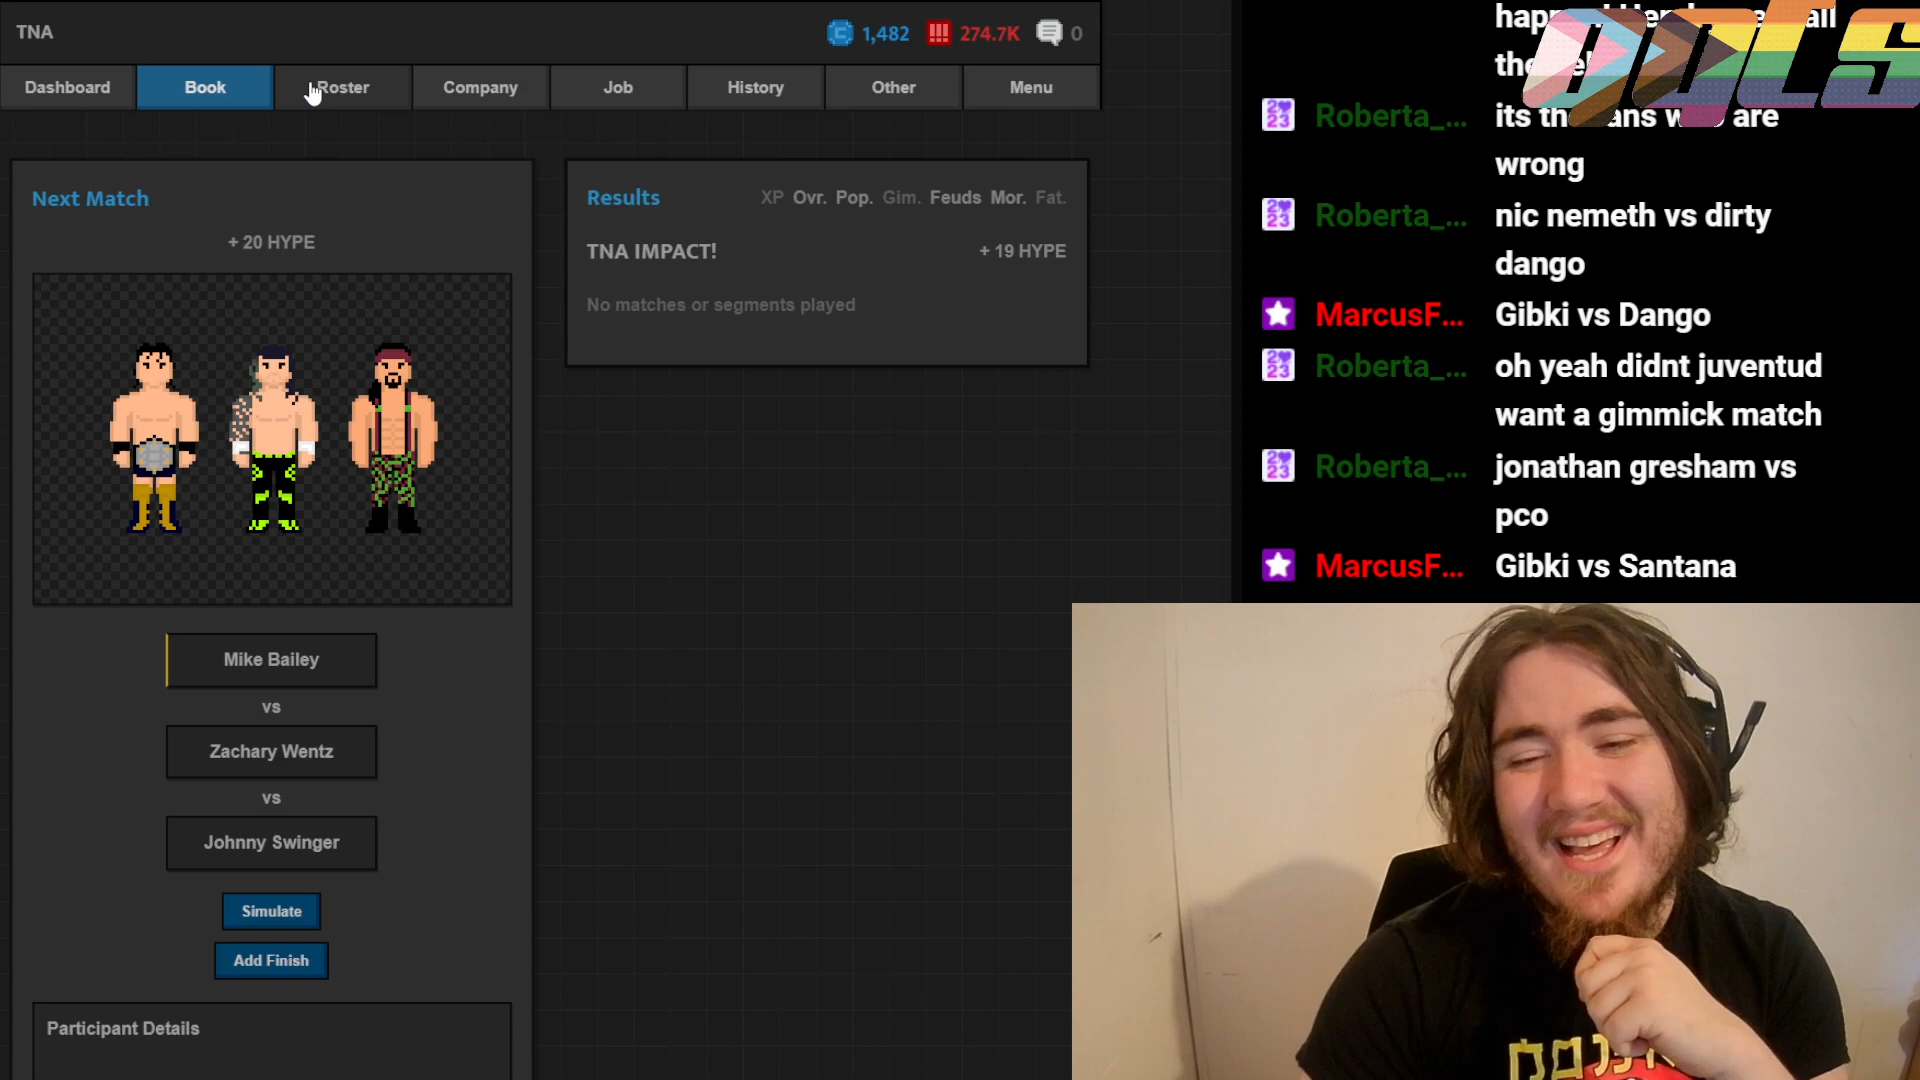 TNA
1,482
274.7K
0
Dashboard
Book
Roster
Company
Job
History
Other
Menu
Next Match
+ 20 HYPE
Mike Bailey
vs
Zachary Wentz
vs
Johnny Swinger
Simulate
Add Finish
Participant Details
Results
XP Ovr. Pop. Gim. Feuds Mor. Fat.
TNA IMPACT!
+ 19 HYPE
No matches or segments played
Roberta_...
are
wrong
Roberta_...
nic nemeth vs dirty
dango
MarcusF...
Gibki vs Dango
Roberta_...
oh yeah didnt juventud
want a gimmick match
Roberta_...
jonathan gresham vs
pco
MarcusF...
Gibki vs Santana